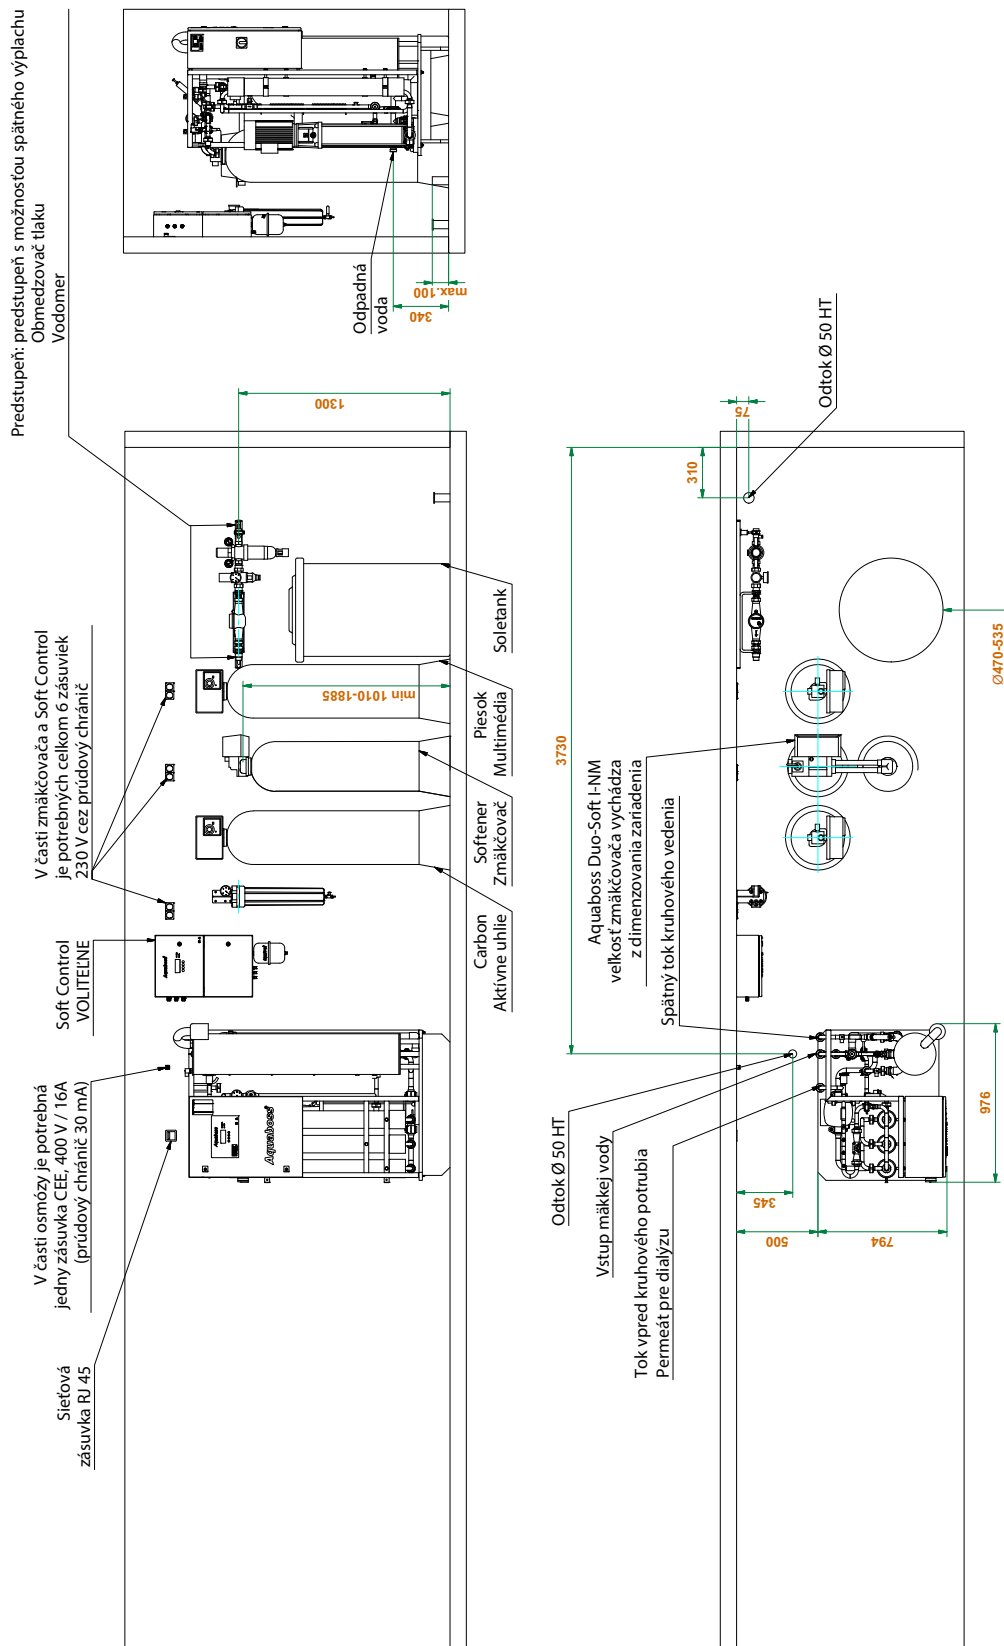 Predstupeň: predstupeň s možnosťou spätného výplachu
Obmedzovač tlaku
Vodomer
Odpadná
voda
max.100
340
V časti zmäkčovača a Soft Control
je potrebných celkom 6 zásuviek
230 V cez prúdový chránič
Soft Control
VOLITEĽNE
V časti osmózy je potrebná
jedny zásuvka CEE, 400 V / 16A
(prúdový chránič 30 mA)
Sieťová
zásuvka RJ 45
1300
min 1010-1885
Aquaboss
Soletank
Piesok
Multimédia
Softener
Zmäkčovač
Carbon
Aktívne uhlie
3730
310
75
Odtok Ø 50 HT
Ø470-535
Aquaboss Duo-Soft I-NM
veľkosť zmäkčovača vychádza
z dimenzovania zariadenia
Spätný tok kruhového vedenia
Odtok Ø 50 HT
Vstup mäkkej vody
Tok vpred kruhového potrubia
Permeát pre dialýzu
345
500
794
976